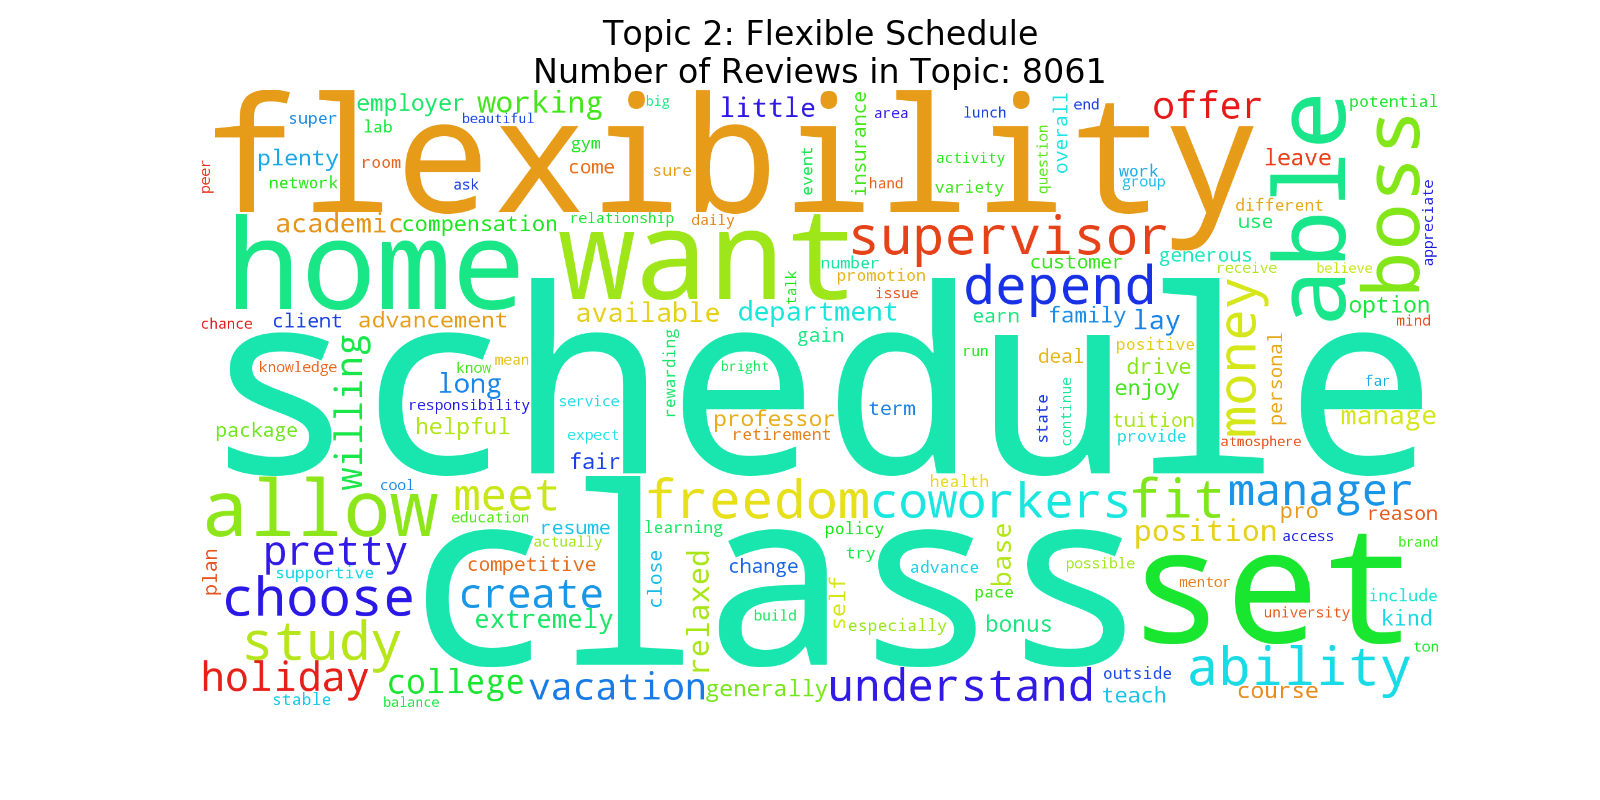 Topic 2: Flexible Schedule
Number of Reviews in Topic: 8061
flexibility
employer
working
big
little
area
lunch
end
offer
able
potential
super
beautiful
lab
gym
plenty
room
come
sure
event
insurance
activity
question
overall
work
group
leave
boss
peer
network
ask
hand
variety
different
appreciate
academic
compensation
relationship
daily
use
home
want
supervisor
number
customer
generous
talk
promotion
issue
depend
receive
believe
option
chance
client
advancement
available
department
earn
family
lay
money
mind
schedule
gain
rewarding
run
deal
positive
personal
knowledge
know
mean
bright
drive
far
willing
long
enjoy
responsibility
service
term
state
continue
manage
package
helpful
professor
retirement
tuition
provide
atmosphere
expect
fair
cool
health
allow
meet
freedom
coworkers
fit
manager
education
resume
learning
policy
base
position
pro
reason
class
actually
try
access
brand
pretty
plan
supportive
competitive
close
relaxed
change
advance
possible
set
mentor
choose
create
self
pace
include
extremely
build
especially
bonus
university
kind
study
ton
holiday
college
vacation
generally
understand
outside
teach
ability
course
stable
balance